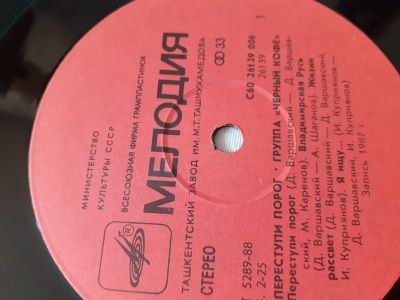 МИНИСТЕРСТВО
КУЛЬТУРЫ СССР
ВСЕСОЮЗНАЯ ФИРМА ГРАМПЛАСТИНОК
МЕЛОДИЯ
ТАШКЕНТСКИЙ ЗАВОД ИМ. М.Т. ТАШМУХАМЕДОВА
СТЕРЕО
33
С60 26139 006
26139
1
5289-88
2-25
ПЕРЕСТУПИ ПОРОГ · ГРУППА «ЧЕРНЫЙ КОФЕ»
Переступи порог (Д. Варшавский — Д. Варшав-
ский, М. Каренов). Владимирская Русь
(Д. Варшавский — А. Шаганов). Жизни
рассвет (Д. Варшавский — Д. Варшавский,
И. Куприянов). Я ищу... (И. Куприянов —
Д. Варшавский, И. Куприянов)
Запись 1987 г.